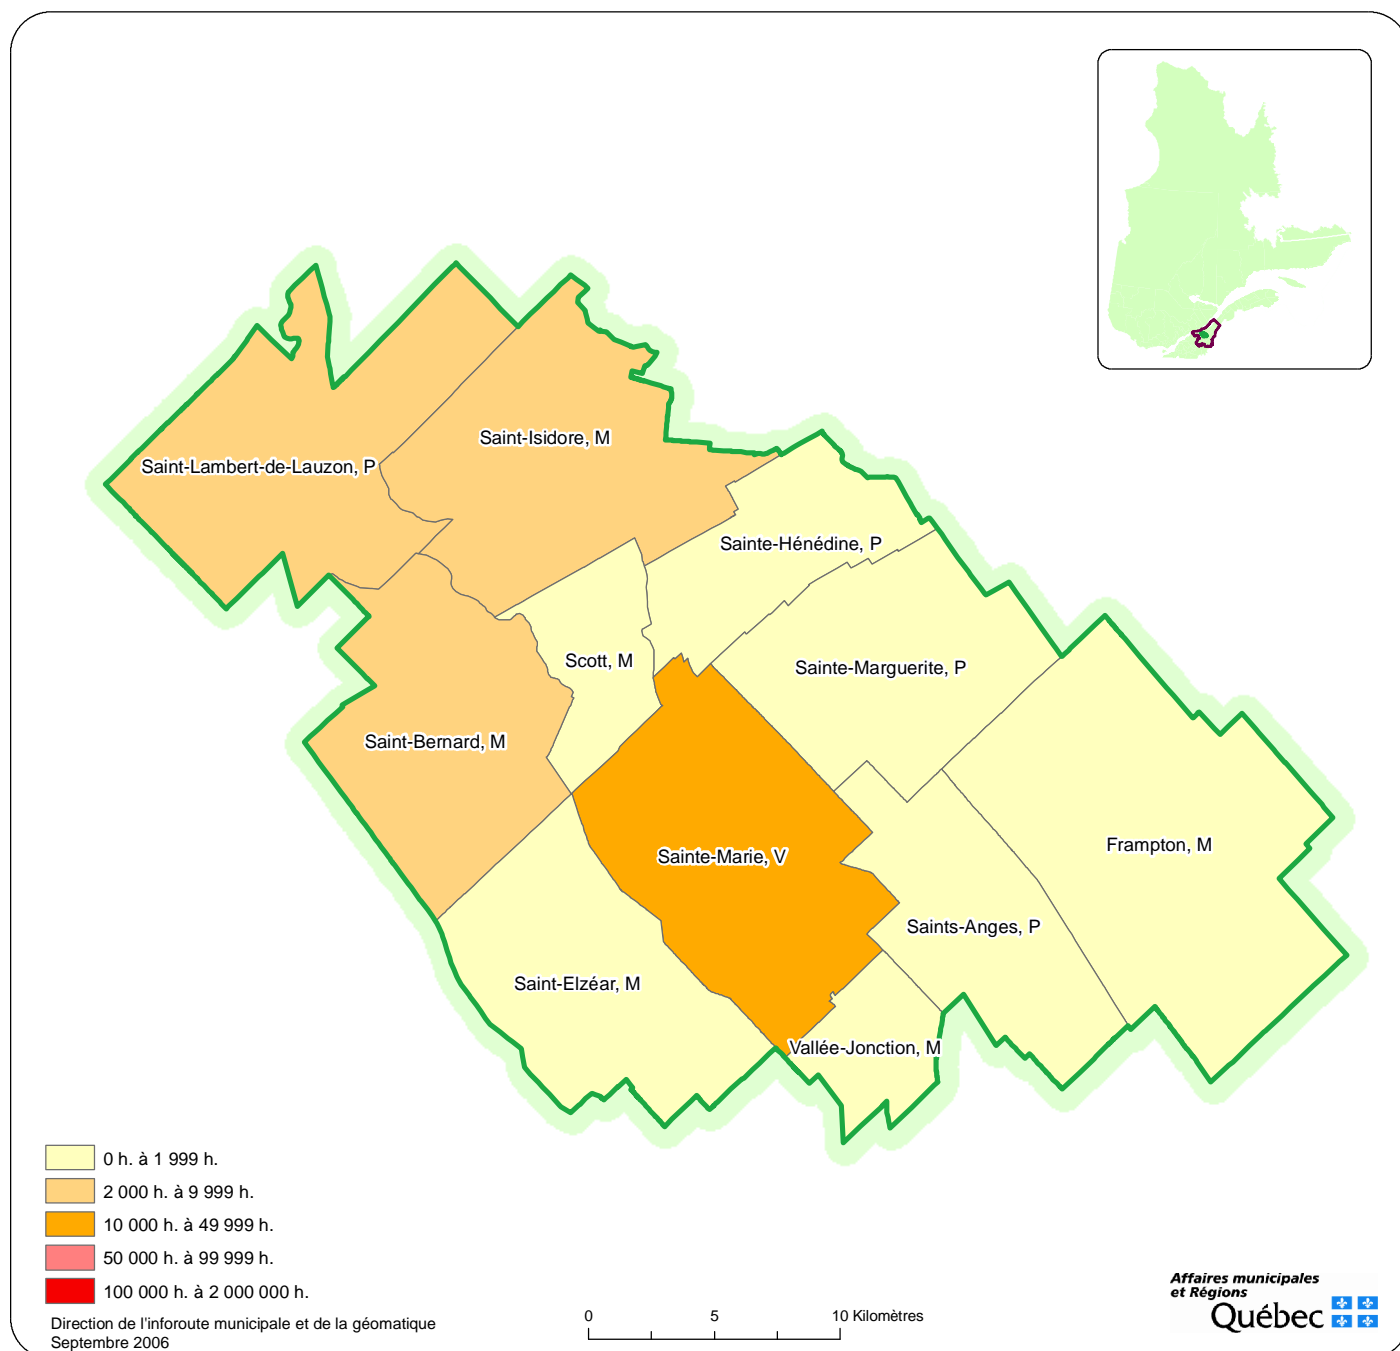 Saint-Isidore, M
Saint-Lambert-de-Lauzon, P
Sainte-Hénédine, P
Scott, M
Sainte-Marguerite, P
Saint-Bernard, M
Frampton, M
Sainte-Marie, V
Saints-Anges, P
Saint-Elzéar, M
Vallée-Jonction, M
0 h. à 1 999 h.
2 000 h. à 9 999 h.
10 000 h. à 49 999 h.
50 000 h. à 99 999 h.
100 000 h. à 2 000 000 h.
Direction de l'inforoute municipale et de la géomatique
Septembre 2006
0 5 10 Kilomètres
Affaires municipales
et Régions
Québec